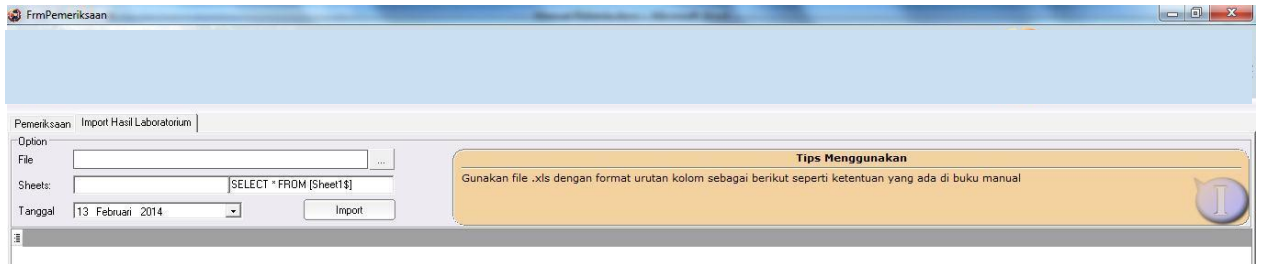 FrmPemeriksaan
Pemeriksaan Import Hasil Laboratorium
Option
File ...
Tips Menggunakan
Gunakan file .xls dengan format urutan kolom sebagai berikut seperti ketentuan yang ada di buku manual
Sheets: SELECT * FROM [Sheet1$]
Tanggal 13 Februari 2014 Import